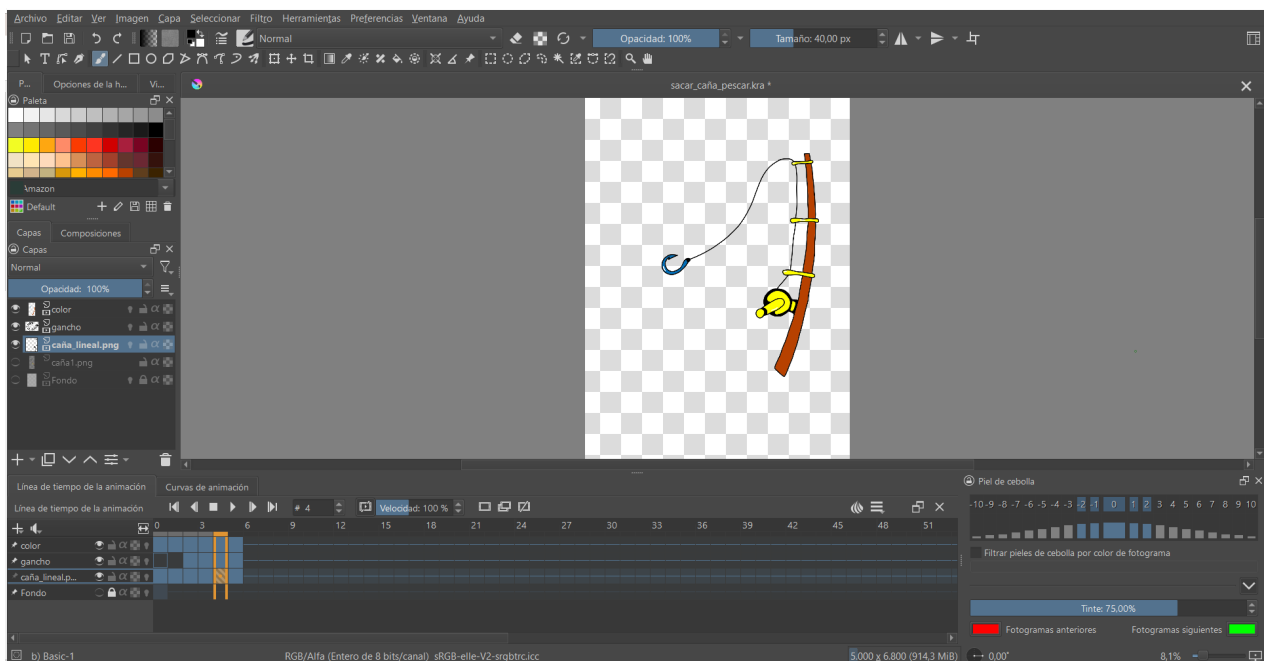 Archivo Editar Ver Imagen Capa Seleccionar Filtro Herramientas Preferencias Ventana Ayuda
Normal Opacidad: 100% Tamaño: 40,00 px
P... Opciones de la h... Vi... sacar_caña_pescar.kra *
Paleta
Amazon
Default
Capas Composiciones
Capas
Normal
Opacidad: 100%
color
gancho
caña_lineal.png
caña1.png
Fondo
Línea de tiempo de la animación Curvas de animación
Línea de tiempo de la animación # 4 Velocidad: 100 %
0 3 6 9 12 15 18 21 24 27 30 33 36 39 42 45 48 51
color
gancho
caña_lineal.p...
Fondo
Piel de cebolla
-10 -9 -8 -7 -6 -5 -4 -3 -2 -1 0 1 2 3 4 5 6 7 8 9 10
Filtrar pieles de cebolla por color de fotograma
Tinte: 75,00%
Fotogramas anteriores Fotogramas siguientes
b) Basic-1 RGB/Alfa (Entero de 8 bits/canal) sRGB-elle-V2-srgbtrc.icc 5.000 x 6.800 (914,3 MiB) 0,00° 8,1%